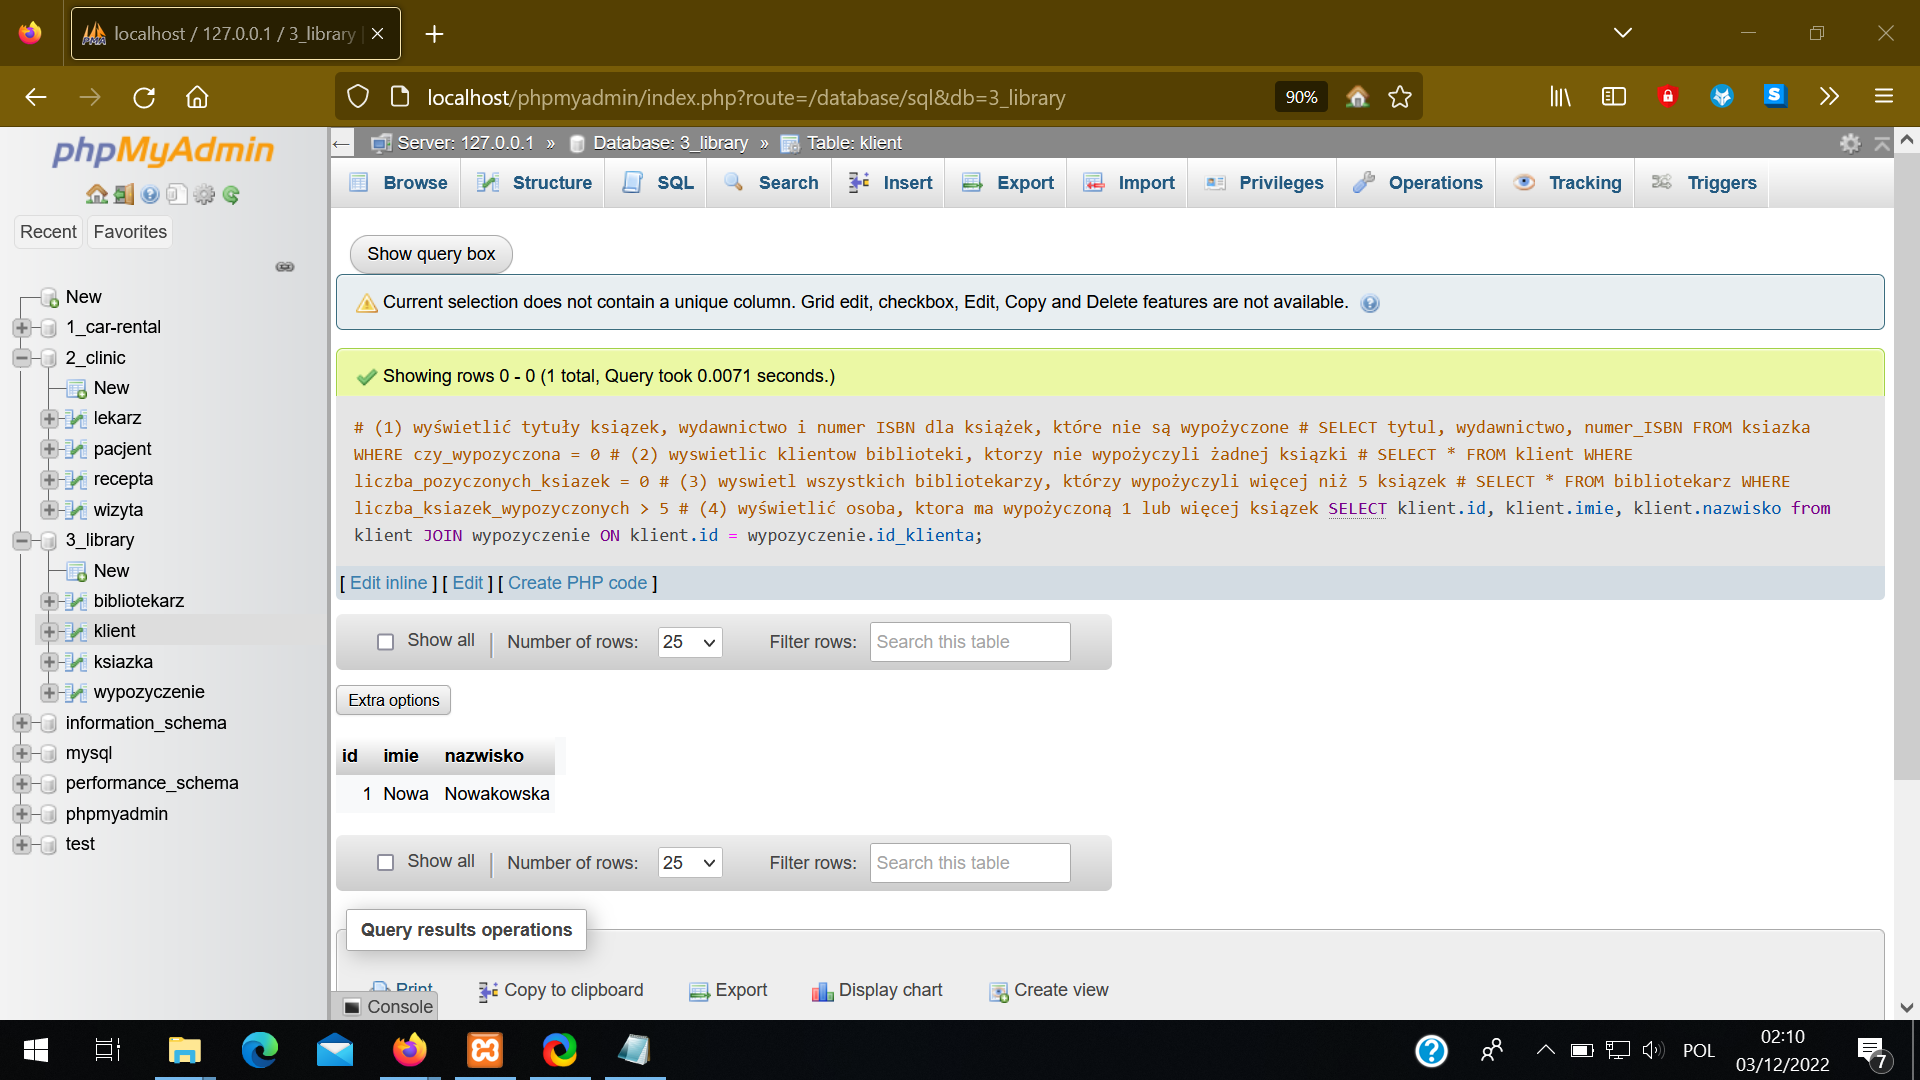 localhost / 127.0.0.1 / 3_library
localhost/phpmyadmin/index.php?route=/database/sql&db=3_library
90%
phpMyAdmin
Recent
Favorites
New
1_car-rental
2_clinic
New
lekarz
pacjent
recepta
wizyta
3_library
New
bibliotekarz
klient
ksiazka
wypozyczenie
information_schema
mysql
performance_schema
phpmyadmin
test
Server: 127.0.0.1 » Database: 3_library » Table: klient
Browse
Structure
SQL
Search
Insert
Export
Import
Privileges
Operations
Tracking
Triggers
Show query box
Current selection does not contain a unique column. Grid edit, checkbox, Edit, Copy and Delete features are not available.
Showing rows 0 - 0 (1 total, Query took 0.0071 seconds.)
# (1) wyświetlić tytuły ksiązek, wydawnictwo i numer ISBN dla książek, które nie są wypożyczone # SELECT tytul, wydawnictwo, numer_ISBN FROM ksiazka
WHERE czy_wypozyczona = 0 # (2) wyswietlic klientow biblioteki, ktorzy nie wypożyczyli żadnej ksiązki # SELECT * FROM klient WHERE
liczba_pozyczonych_ksiazek = 0 # (3) wyswietl wszystkich bibliotekarzy, którzy wypożyczyli więcej niż 5 ksiązek # SELECT * FROM bibliotekarz WHERE
liczba_ksiazek_wypozyczonych > 5 # (4) wyświetlić osoba, ktora ma wypożyczoną 1 lub więcej ksiązek SELECT klient.id, klient.imie, klient.nazwisko from
klient JOIN wypozyczenie ON klient.id = wypozyczenie.id_klienta;
[ Edit inline ] [ Edit ] [ Create PHP code ]
Show all | Number of rows: 25 Filter rows: Search this table
Extra options
id imie nazwisko
1 Nowa Nowakowska
Show all | Number of rows: 25 Filter rows: Search this table
Query results operations
Print
Copy to clipboard
Export
Display chart
Create view
Console
POL
02:10
03/12/2022
7